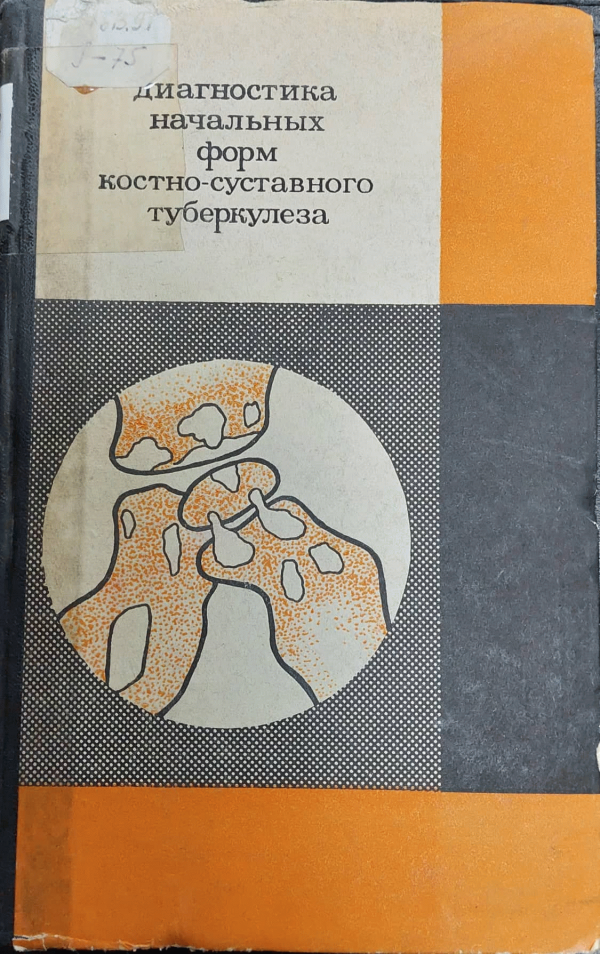 диагностика
начальных
форм
костно-суставного
туберкулеза